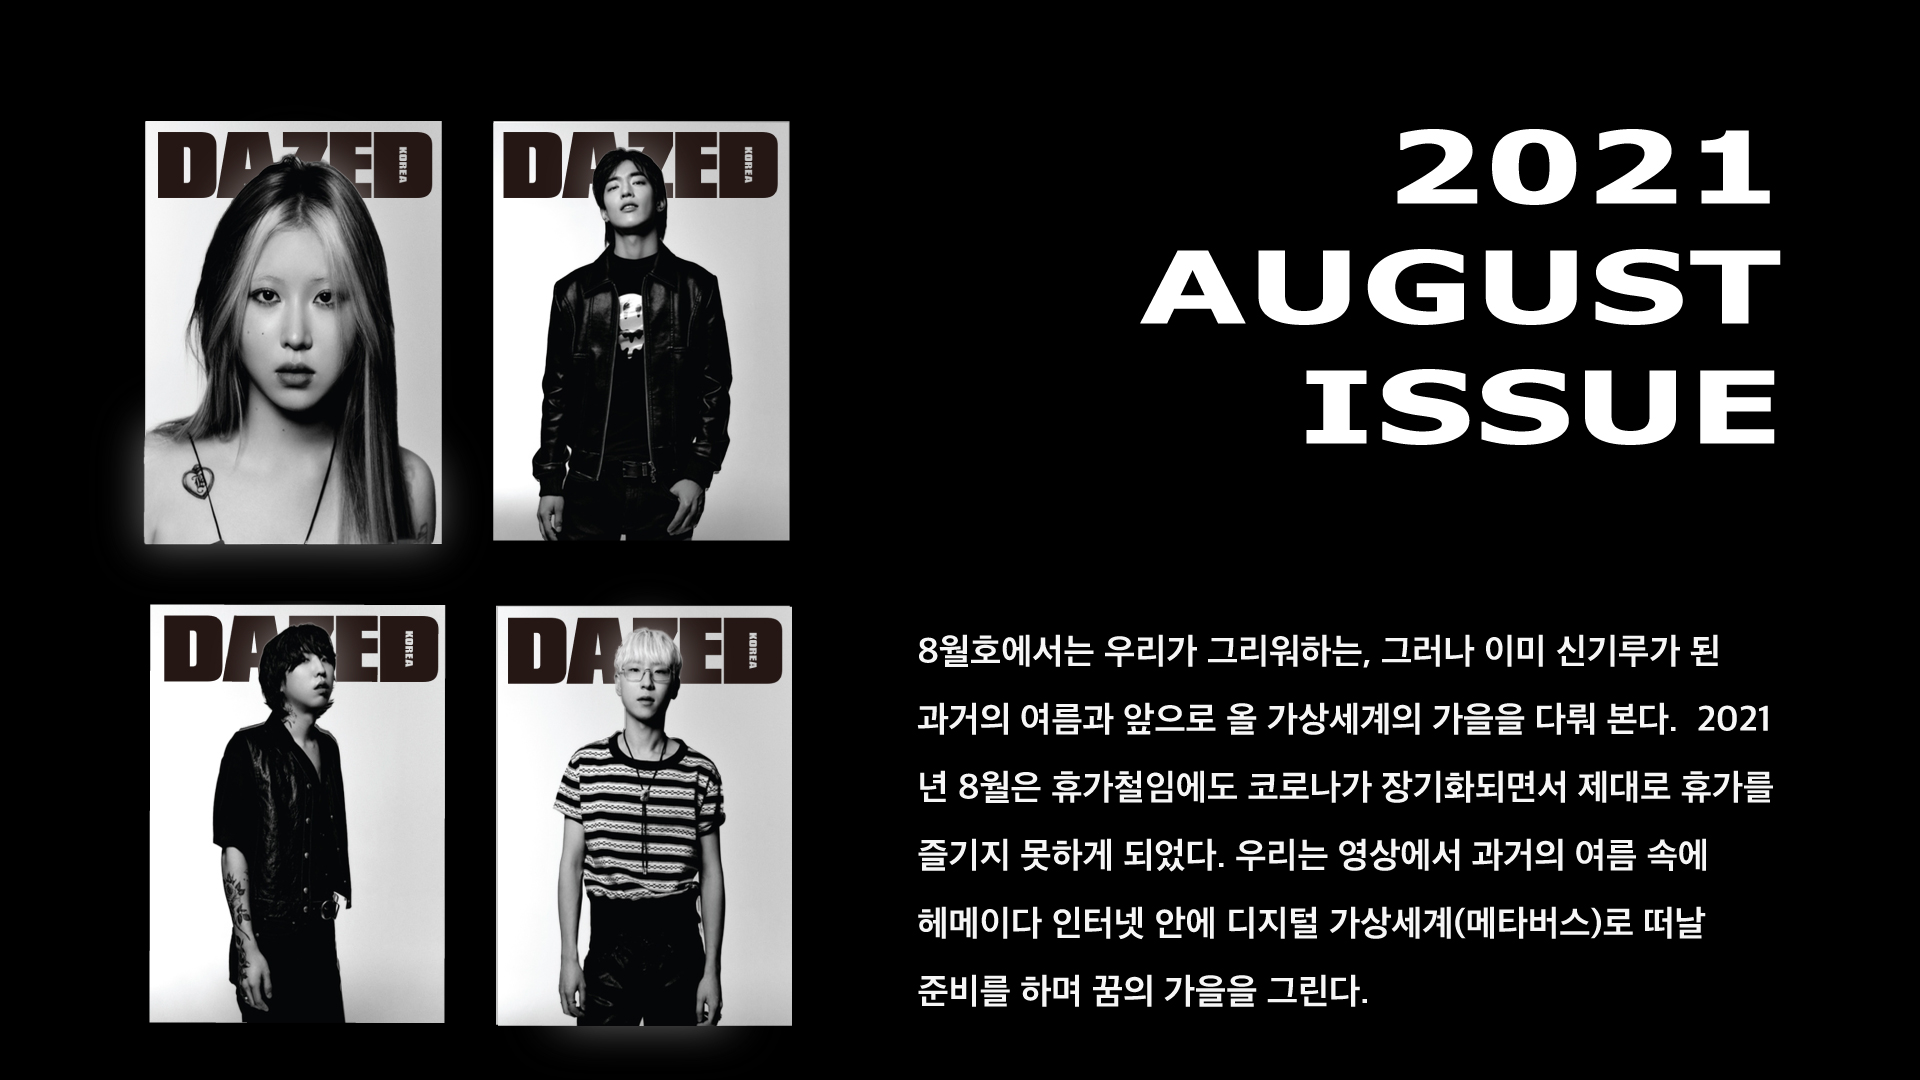 DAZED
KOREA
DAZED
KOREA
2021
AUGUST
ISSUE
DAZED
KOREA
DAZED
KOREA
8월호에서는 우리가 그리워하는, 그러나 이미 신기루가 된
과거의 여름과 앞으로 올 가상세계의 가을을 다뤄 본다. 2021
년 8월은 휴가철임에도 코로나가 장기화되면서 제대로 휴가를
즐기지 못하게 되었다. 우리는 영상에서 과거의 여름 속에
헤메이다 인터넷 안에 디지털 가상세계(메타버스)로 떠날
준비를 하며 꿈의 가을을 그린다.